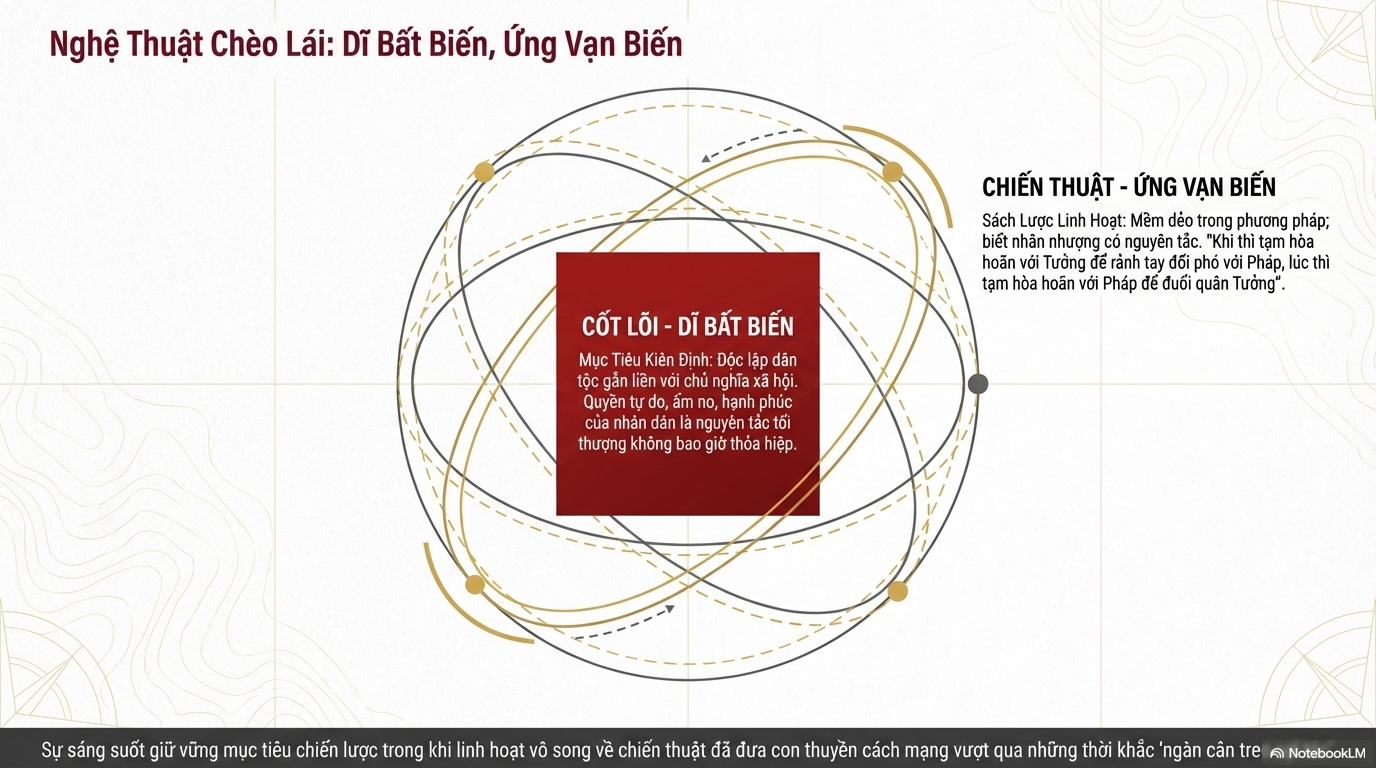 Nghệ Thuật Chèo Lái: Dĩ Bất Biến, Ứng Vạn Biến
CHIẾN THUẬT - ỨNG VẠN BIẾN
Sách Lược Linh Hoạt: Mềm dẻo trong phương pháp;
biết nhân nhượng có nguyên tắc. "Khi thì tạm hòa
hoãn với Tưởng để rảnh tay đối phó với Pháp, lúc thì
tạm hòa hoãn với Pháp để đuổi quân Tưởng".
CỐT LÕI - DĨ BẤT BIẾN
Mục Tiêu Kiên Định: Độc lập dân
tộc gắn liền với chủ nghĩa xã hội.
Quyền tự do, ấm no, hạnh phúc
của nhân dân là nguyên tắc tối
thượng không bao giờ thỏa hiệp.
Sự sáng suốt giữ vững mục tiêu chiến lược trong khi linh hoạt vô song về chiến thuật đã đưa con thuyền cách mạng vượt qua những thời khắc 'ngàn cân
NotebookLM